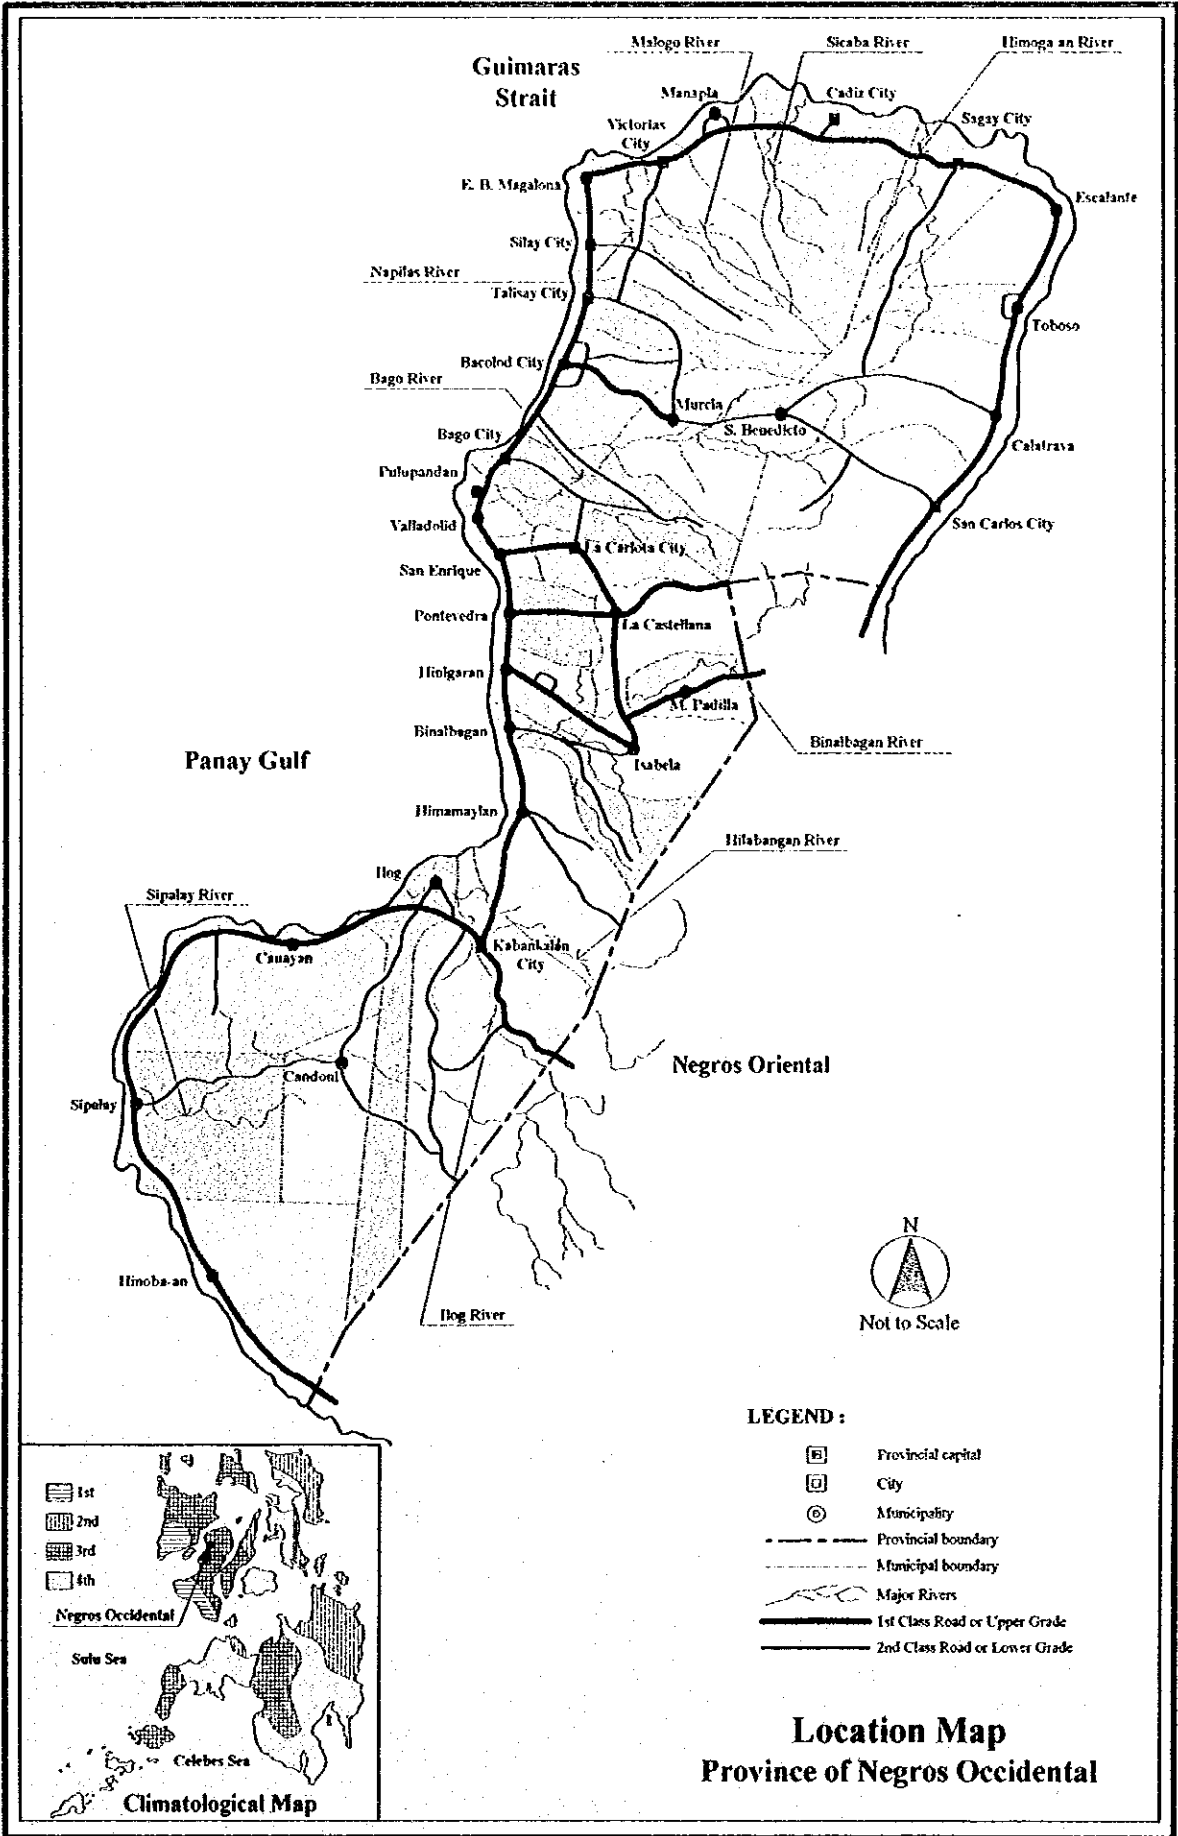 Malogo River
Sicaba River
Himoga an River
Guimaras
Strait
Manapla
Cadiz City
Victorias
City
Sagay City
E. B. Magalona
Escalante
Silay City
Napilas River
Talisay City
Toboso
Bacolod City
Bago River
Murcia
S. Benedicto
Bago City
Calatrava
Pulupandan
Valladolid
San Carlos City
La Carlota City
San Enrique
Pontevedra
La Castellana
Hinigaran
M. Padilla
Binalbagan
Binalbagan River
Isabela
Panay Gulf
Himamaylan
Hilabangan River
Ilog
Sipalay River
Kabankalan
City
Cauayan
Negros Oriental
Candoni
Sipalay
N
Hinoba-an
Ilog River
Not to Scale
LEGEND :
Provincial capital
City
Municipality
Provincial boundary
Municipal boundary
Major Rivers
1st Class Road or Upper Grade
2nd Class Road or Lower Grade
1st
2nd
3rd
4th
Negros Occidental
Sulu Sea
Celebes Sea
Climatological Map
Location Map
Province of Negros Occidental